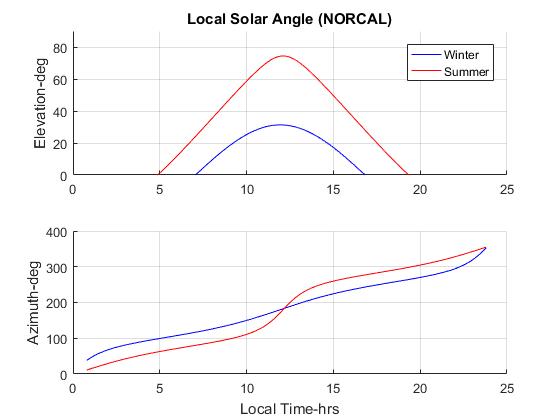 Local Solar Angle (NORCAL)
Elevation-deg
80
60
40
20
0
Winter
Summer
0 5 10 15 20 25
Azimuth-deg
400
300
200
100
0
0 5 10 15 20 25
Local Time-hrs